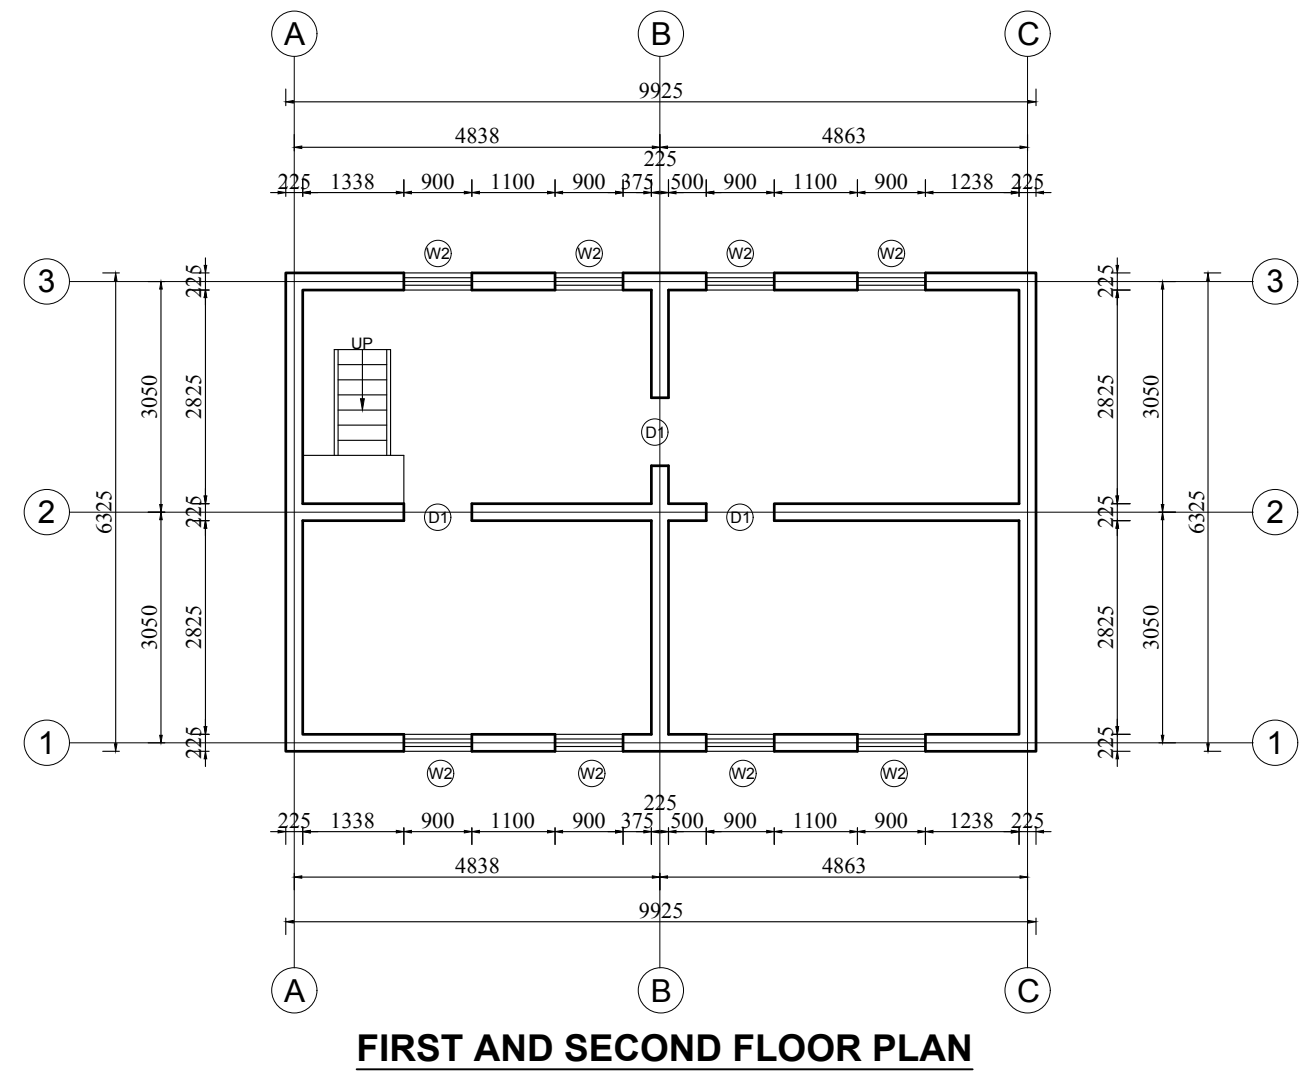 A B C
9925
4838 4863
225
225 1338 900 1100 900 375 500 900 1100 900 1238 225
W2 W2 W2 W2
3 225 225 3
UP
3050 2825 2825 3050
D1
2 6325 225 D1 D1 225 6325 2
3050 2825 2825 3050
1 225 225 1
W2 W2 W2 W2
225
225 1338 900 1100 900 375 500 900 1100 900 1238 225
4838 4863
9925
A B C
FIRST AND SECOND FLOOR PLAN